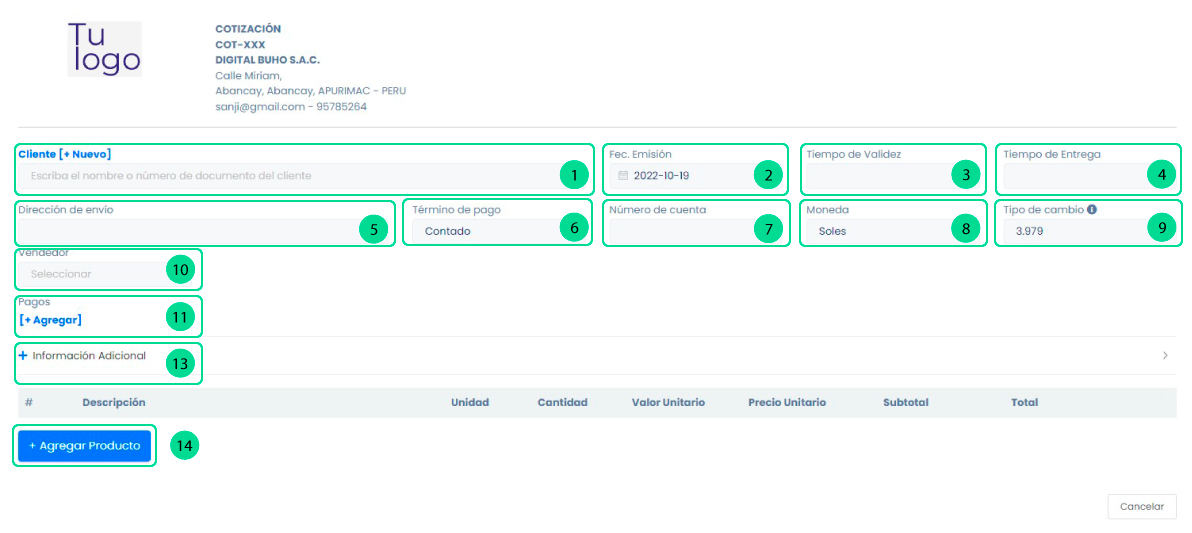 Tu
logo
COTIZACIÓN
COT-XXX
DIGITAL BUHO S.A.C.
Calle Miriam,
Abancay, Abancay, APURIMAC - PERU
sanji@gmail.com - 95785264
Cliente [+ Nuevo]
Escriba el nombre o número de documento del cliente
1
Fec. Emisión
2022-10-19
2
Tiempo de Validez
3
Tiempo de Entrega
4
Dirección de envío
5
Término de pago
Contado
6
Número de cuenta
7
Moneda
Soles
8
Tipo de cambio
3.979
9
Vendedor
Seleccionar
10
Pagos
[+ Agregar]
11
+ Información Adicional
13
# Descripción Unidad Cantidad Valor Unitario Precio Unitario Subtotal Total
+ Agregar Producto
14
Cancelar